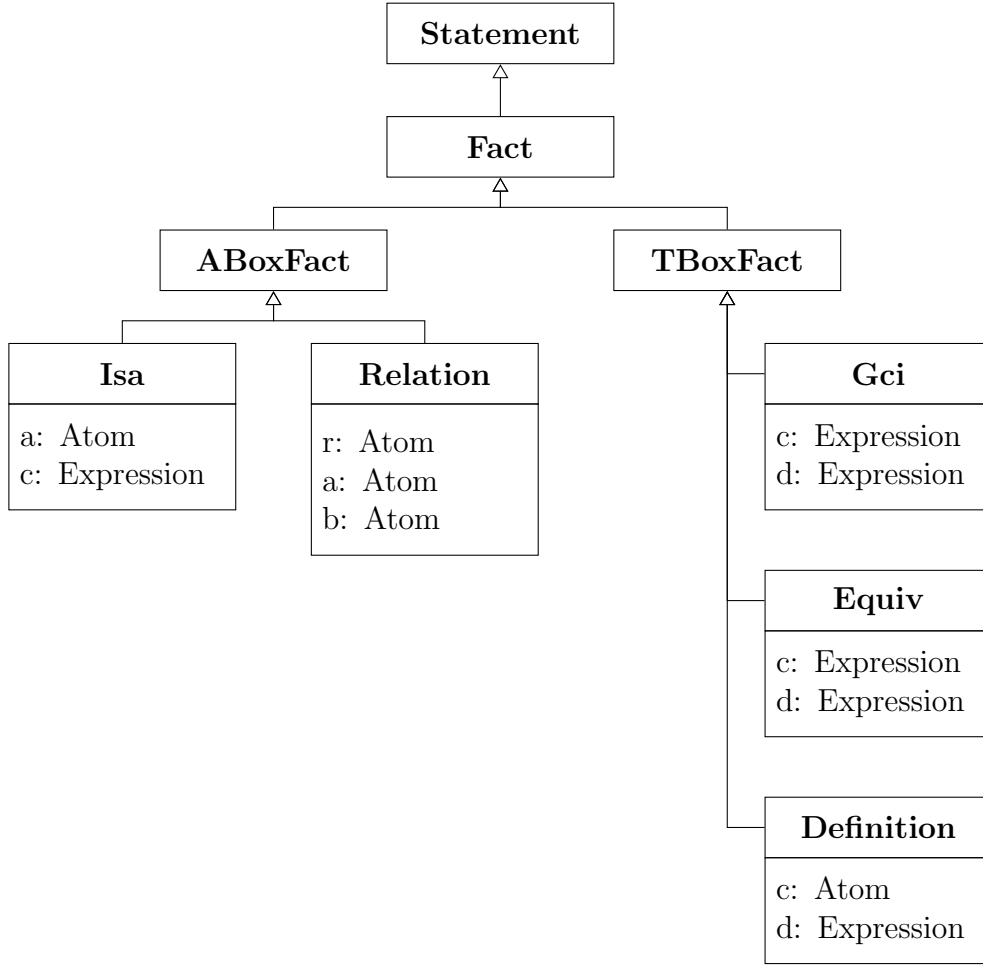 Statement
Fact
ABoxFact
TBoxFact
Isa
a: Atom
c: Expression
Relation
r: Atom
a: Atom
b: Atom
Gci
c: Expression
d: Expression
Equiv
c: Expression
d: Expression
Definition
c: Atom
d: Expression